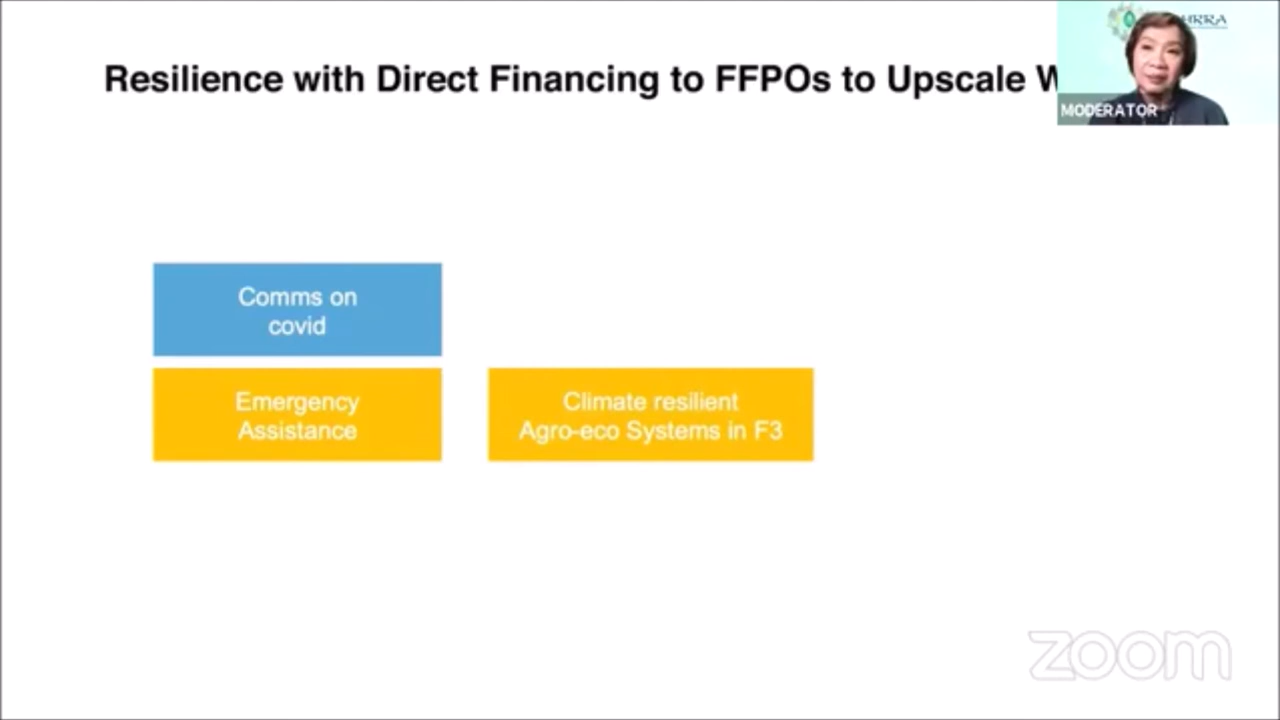 Resilience with Direct Financing to FFPOs to Upscale
MODERATOR
Comms on
covid
Emergency
Assistance
Climate resilient
Agro-eco Systems in F3
zoom